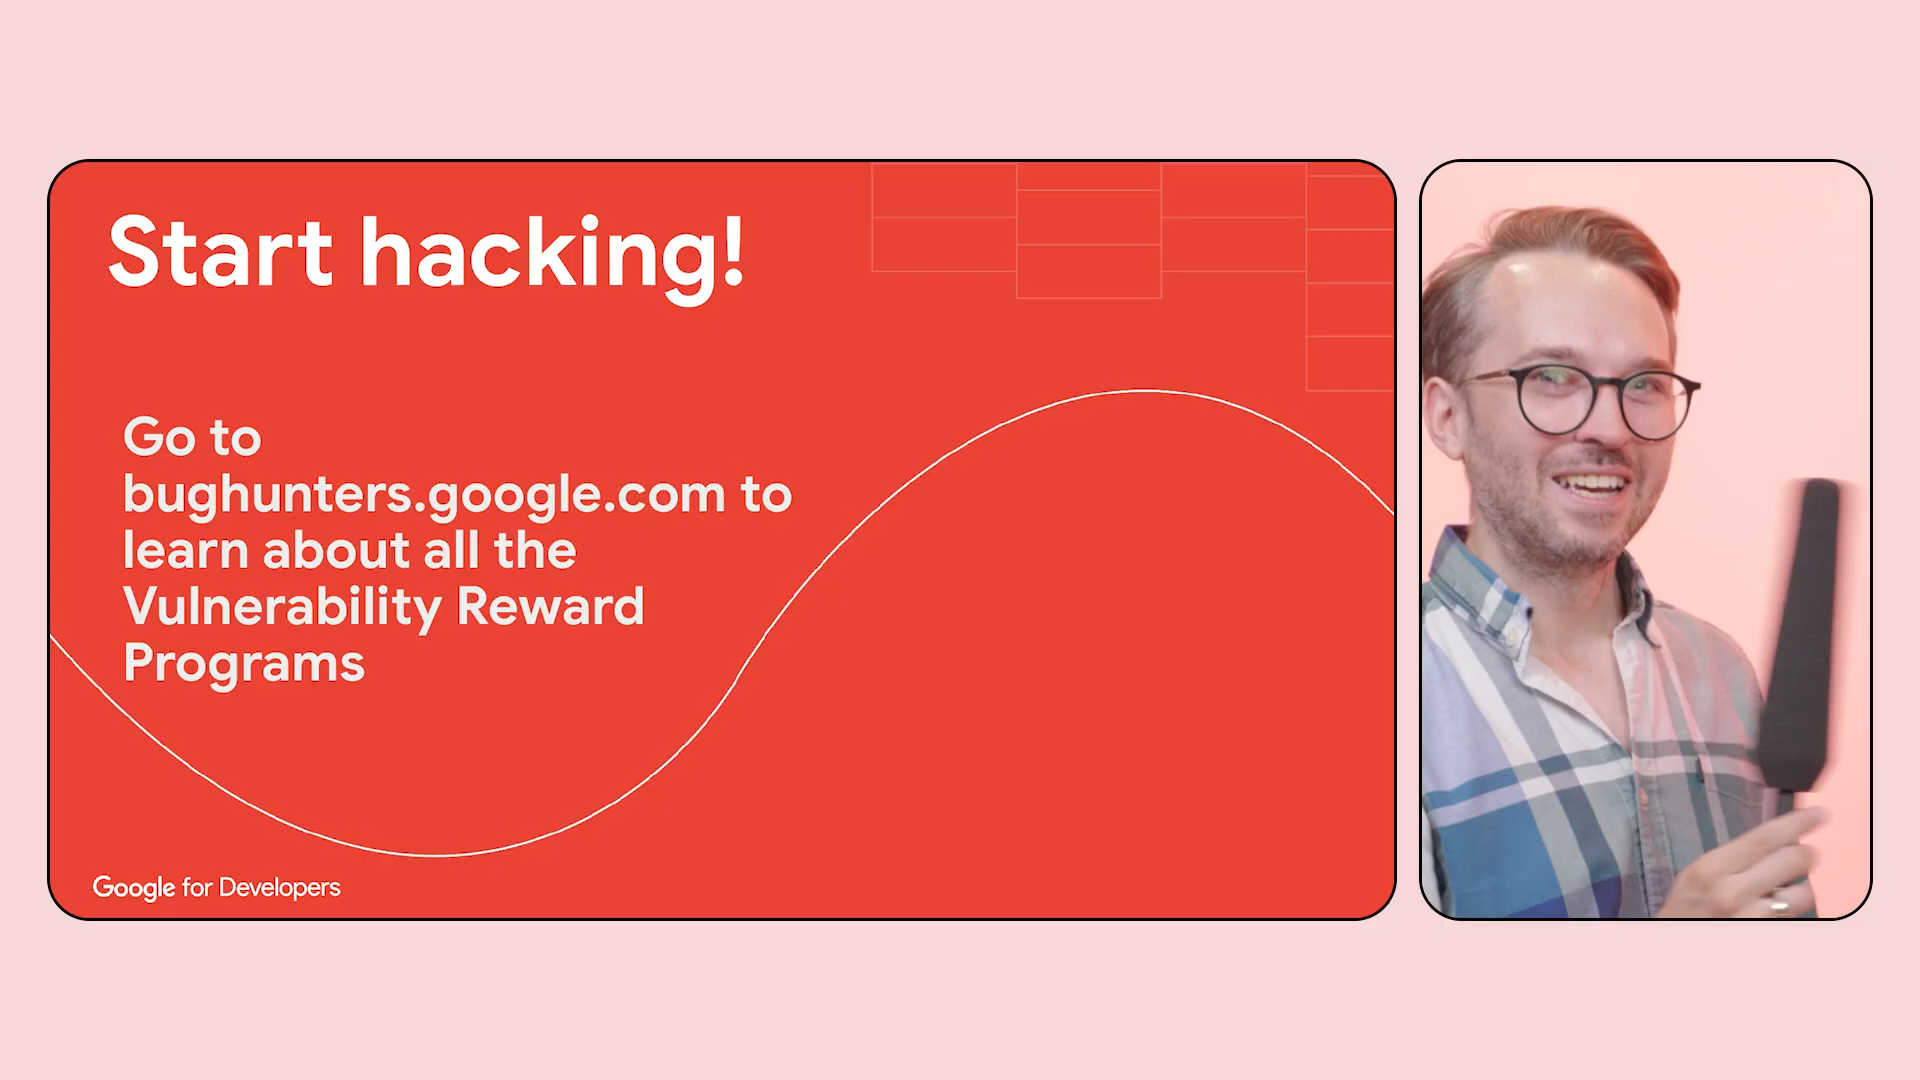 Start hacking!
Go to
bughunters.google.com to
learn about all the
Vulnerability Reward
Programs
Google for Developers